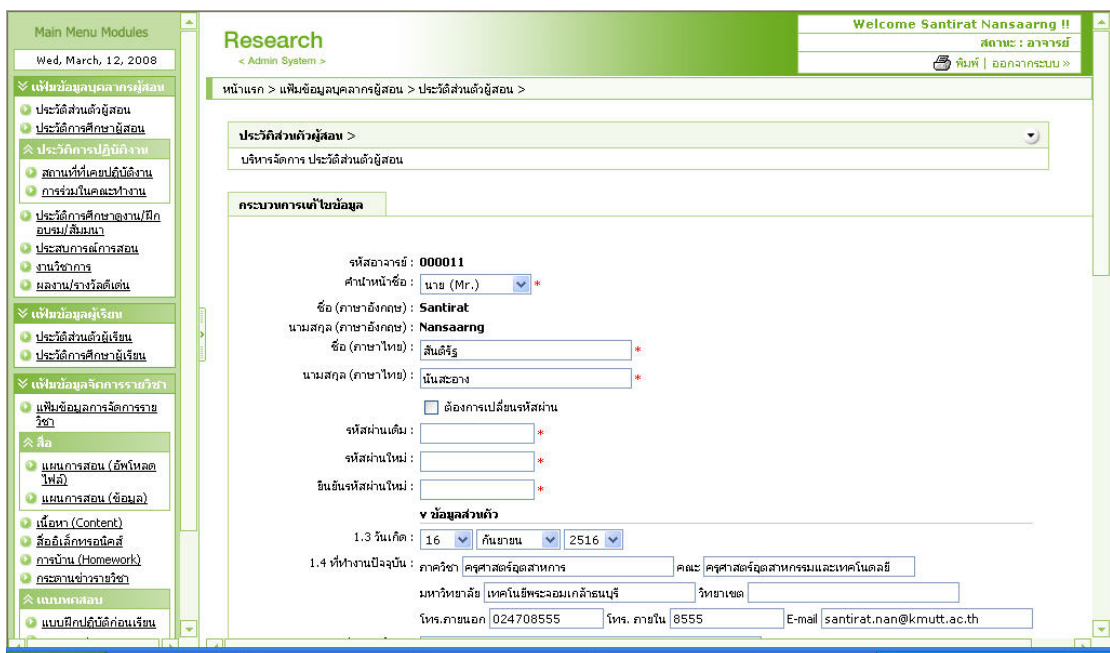 Main Menu Modules
Wed, March, 12, 2008
แฟ้มข้อมูลบุคลากรผู้สอน
ประวัติส่วนตัวผู้สอน
ประวัติการศึกษาผู้สอน
ประวัติการปฏิบัติงาน
สถานที่ที่เคยปฏิบัติงาน
การร่วมในคณะทำงาน
ประวัติการศึกษาดูงาน/ฝึก
อบรม/สัมมนา
ประสบการณ์การสอน
งานวิชาการ
ผลงาน/รางวัลดีเด่น
แฟ้มข้อมูลผู้เรียน
ประวัติส่วนตัวผู้เรียน
ประวัติการศึกษาผู้เรียน
แฟ้มข้อมูลจัดการรายวิชา
แฟ้มข้อมูลการจัดการราย
วิชา
สื่อ
แผนการสอน (อัพโหลด
ไฟล์)
แผนการสอน (ข้อมูล)
เนื้อหา (Content)
สื่ออิเล็กทรอนิคส์
การบ้าน (Homework)
กระดานข่าวรายวิชา
แบบทดสอบ
แบบฝึกปฏิบัติก่อนเรียน
Research
< Admin System >
Welcome Santirat Nansaarng !!
สถานะ : อาจารย์
พิมพ์ | ออกจากระบบ »
หน้าแรก > แฟ้มข้อมูลบุคลากรผู้สอน > ประวัติส่วนตัวผู้สอน >
ประวัติส่วนตัวผู้สอน >
บริหารจัดการ ประวัติส่วนตัวผู้สอน
กระบวนการแก้ไขข้อมูล
รหัสอาจารย์ : 000011
คำนำหน้าชื่อ : นาย (Mr.) *
ชื่อ (ภาษาอังกฤษ) : Santirat
นามสกุล (ภาษาอังกฤษ) : Nansaarng
ชื่อ (ภาษาไทย) : สันติรัฐ *
นามสกุล (ภาษาไทย) : นันสะอาง *
ต้องการเปลี่ยนรหัสผ่าน
รหัสผ่านเดิม : *
รหัสผ่านใหม่ : *
ยืนยันรหัสผ่านใหม่ : *
v ข้อมูลส่วนตัว
1.3 วันเกิด : 16 กันยายน 2516
1.4 ที่ทำงานปัจจุบัน : ภาควิชา ครุศาสตร์อุตสาหการ คณะ ครุศาสตร์อุตสาหกรรมและเทคโนโลยี
มหาวิทยาลัย เทคโนโลยีพระจอมเกล้าธนบุรี วิทยาเขต
โทร.ภายนอก 024708555 โทร. ภายใน 8555 E-mail santirat.nan@kmutt.ac.th